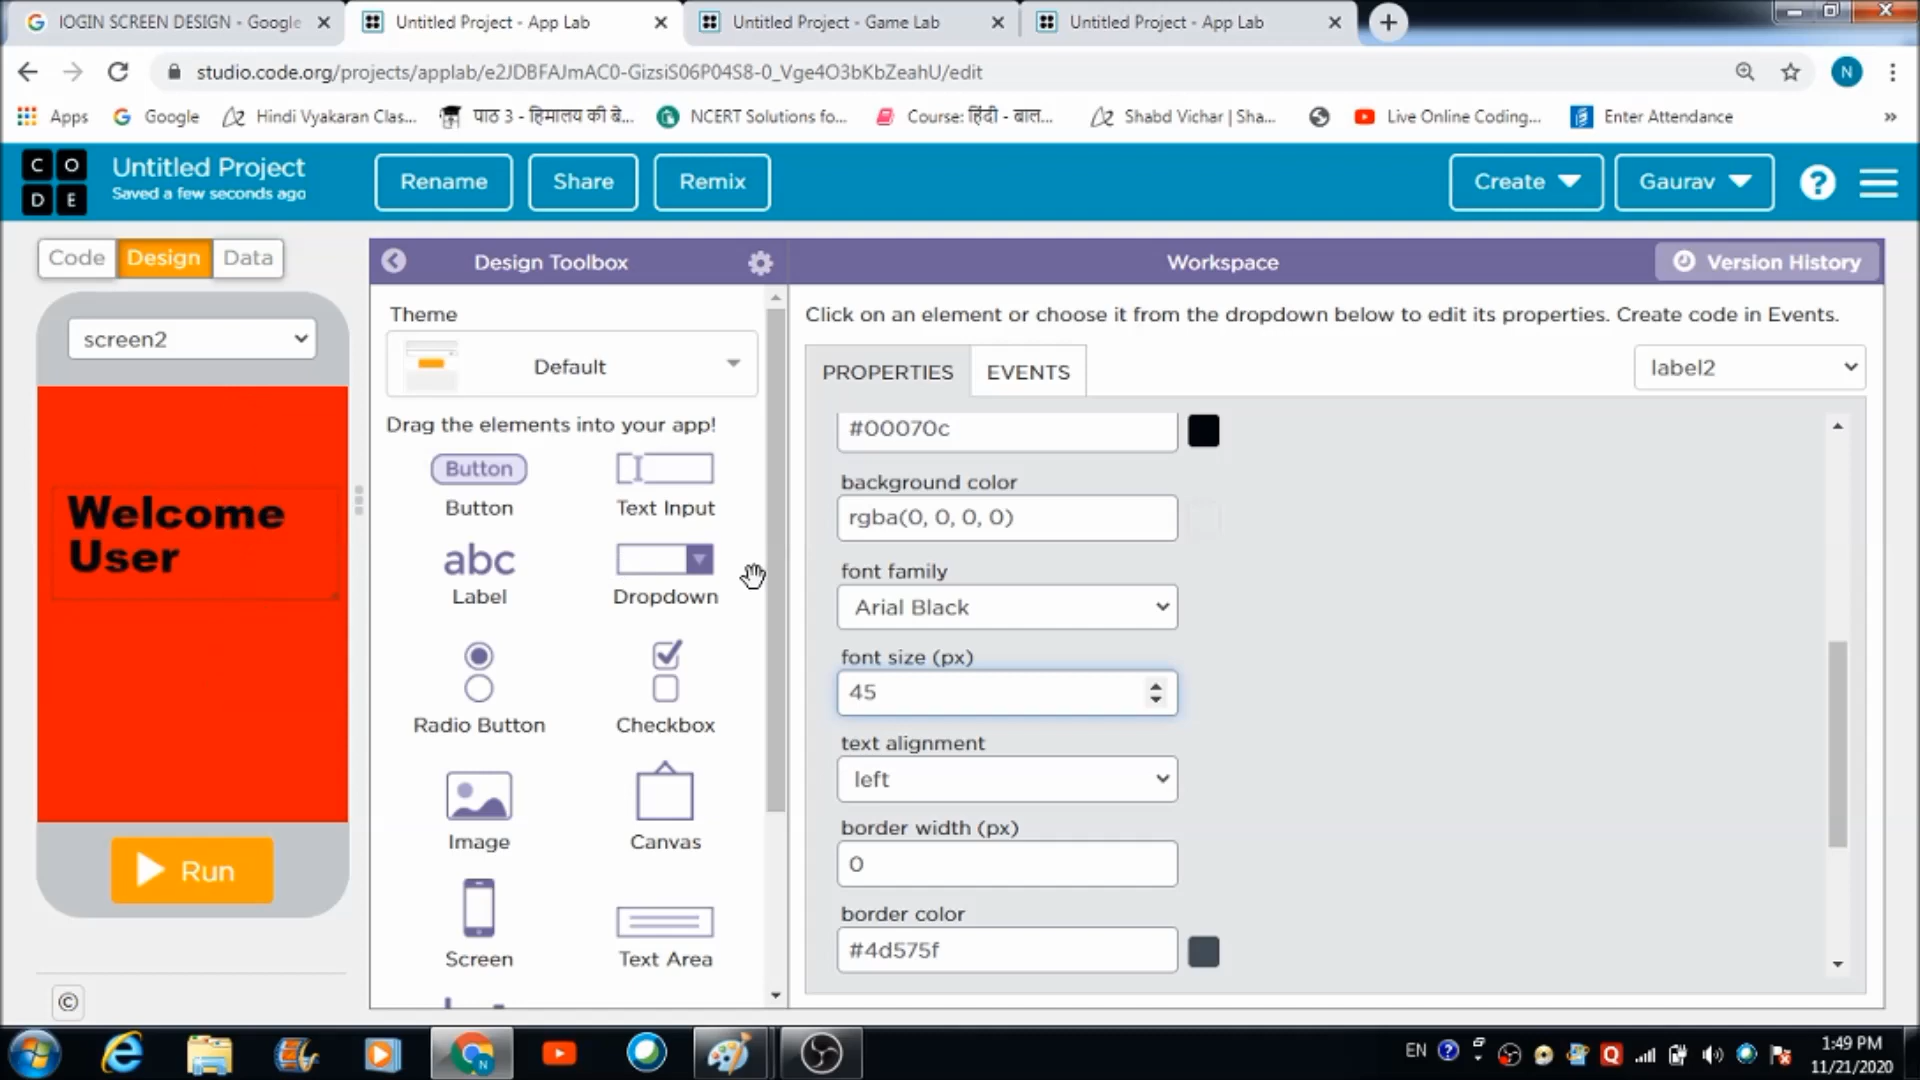 IOGIN SCREEN DESIGN - Google
Untitled Project - App Lab
Untitled Project - Game Lab
Untitled Project - App Lab
studio.code.org/projects/applab/e2JDBFAJmAC0-GizsiS06P04S8-0_Vge4O3bKbZeahU/edit
N
Apps
Google
Hindi Vyakaran Clas...
पाठ 3 - हिमालय की बे...
NCERT Solutions fo...
Course: हिंदी - बाल...
Shabd Vichar | Sha...
Live Online Coding...
Enter Attendance
»
C O
D E
Untitled Project
Saved a few seconds ago
Rename
Share
Remix
Create
Gaurav
?
Code
Design
Data
Design Toolbox
Workspace
Version History
screen2
Welcome
User
Run
©
Theme
Default
Drag the elements into your app!
Button
Button
Text Input
abc
Label
Dropdown
Radio Button
Checkbox
Image
Canvas
Screen
Text Area
Click on an element or choose it from the dropdown below to edit its properties. Create code in Events.
PROPERTIES
EVENTS
label2
#00070c
background color
rgba(0, 0, 0, 0)
font family
Arial Black
font size (px)
45
text alignment
left
border width (px)
0
border color
#4d575f
EN
1:49 PM
11/21/2020